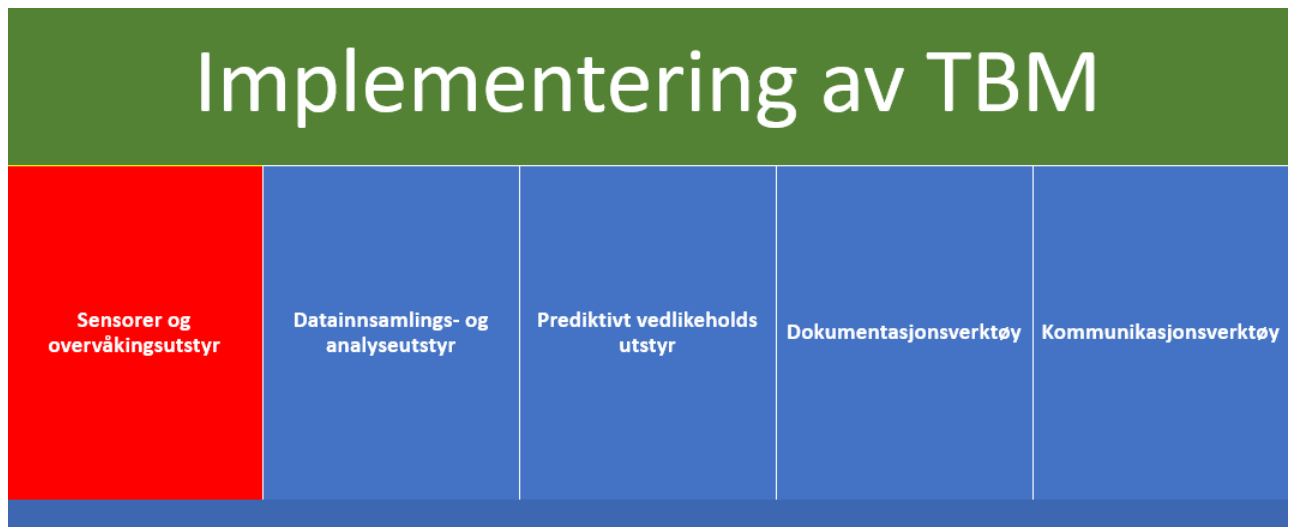 Implementering av TBM
Sensorer og
overvåkingsutstyr
Datainnsamlings- og
analyseutstyr
Prediktivt vedlikeholds
utstyr
Dokumentasjonsverktøy
Kommunikasjonsverktøy